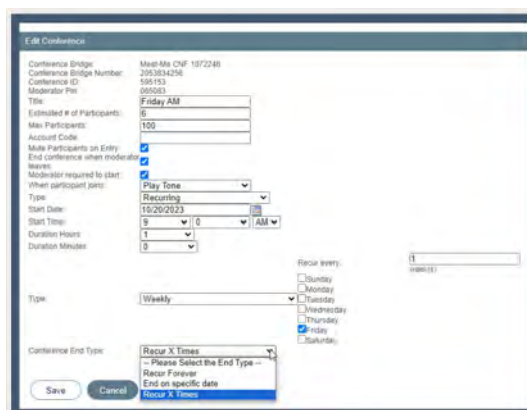 Edit Conference
Conference Bridge: Meet-Me CNF 1072246
Conference Bridge Number: 2053834256
Conference ID: 595153
Moderator Pin: 065083
Title: Friday AM
Estimated # of Participants: 6
Max Participants: 100
Account Code:
Mute Participants on Entry
End conference when moderator
leaves
Moderator required to start:
When participant joins: Play Tone
Type: Recurring
Start Date: 10/20/2023
Start Time: 9 0 AM
Duration Hours: 1
Duration Minutes 0
Recur every: 1
week(s)
Sunday
Monday
Type: Weekly Tuesday
Wednesday
Thursday
Friday
Saturday
Conference End Type: Recur X Times
-- Please Select the End Type --
Recur Forever
End on specific date
Recur X Times
Save Cancel